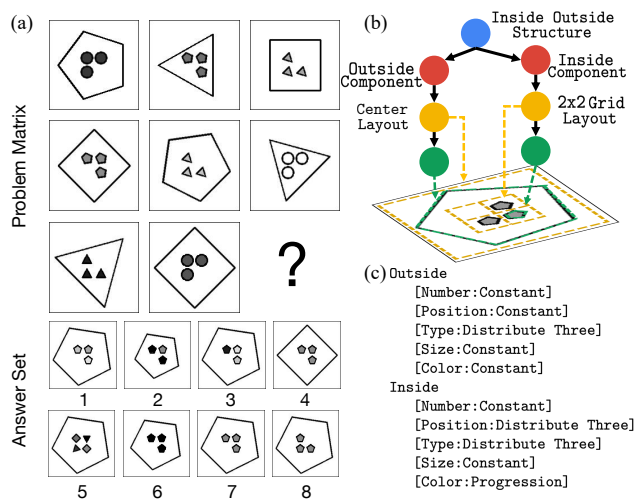 (a)
Problem Matrix
?
Answer Set
1 2 3 4
5 6 7 8
(b)
Inside Outside
Structure
Outside
Component
Inside
Component
Center
Layout
2x2 Grid
Layout
(c)
Outside
[Number:Constant]
[Position:Constant]
[Type:Distribute Three]
[Size:Constant]
[Color:Constant]
Inside
[Number:Constant]
[Position:Distribute Three]
[Type:Distribute Three]
[Size:Constant]
[Color:Progression]